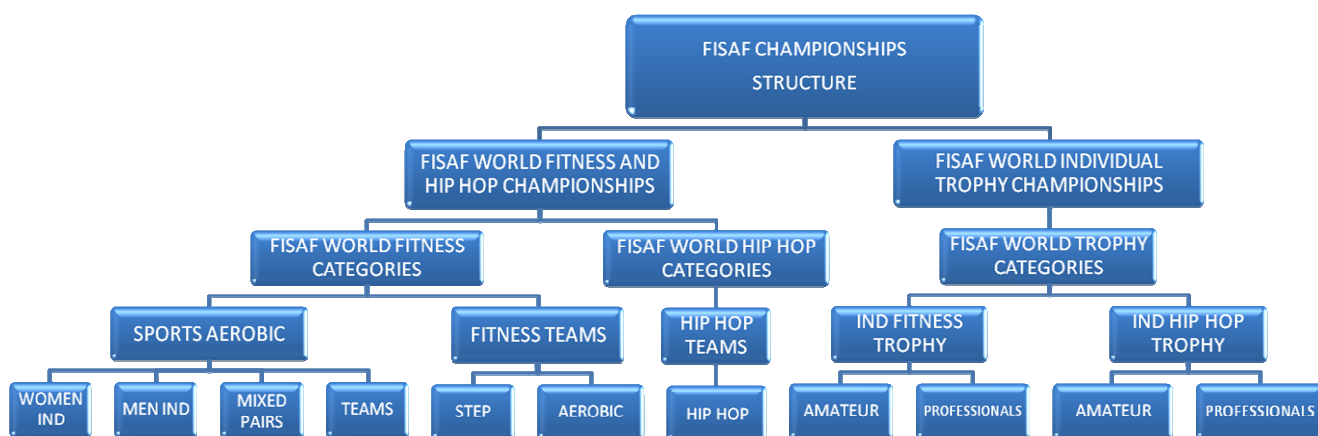 FISAF CHAMPIONSHIPS
STRUCTURE
FISAF WORLD FITNESS AND
HIP HOP CHAMPIONSHIPS
FISAF WORLD INDIVIDUAL
TROPHY CHAMPIONSHIPS
FISAF WORLD FITNESS
CATEGORIES
FISAF WORLD HIP HOP
CATEGORIES
FISAF WORLD TROPHY
CATEGORIES
SPORTS AEROBIC
FITNESS TEAMS
HIP HOP
TEAMS
IND FITNESS
TROPHY
IND HIP HOP
TROPHY
WOMEN
IND
MEN IND
MIXED
PAIRS
TEAMS
STEP
AEROBIC
HIP HOP
AMATEUR
PROFESSIONALS
AMATEUR
PROFESSIONALS